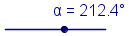 α = 212.4°